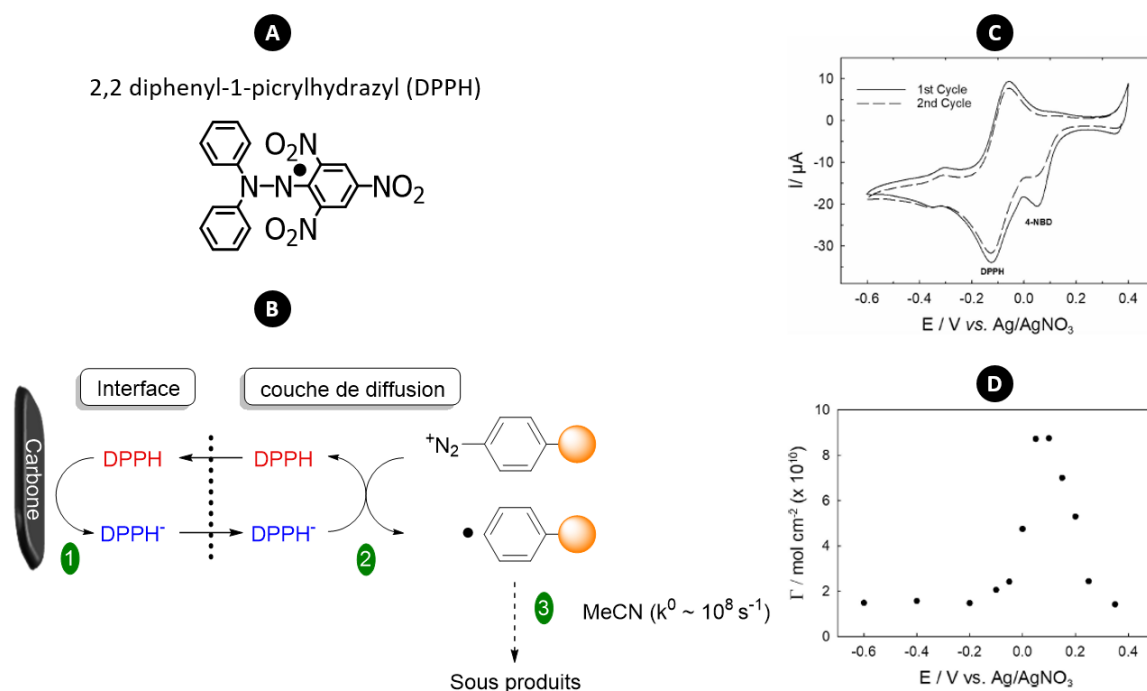 A
2,2 diphenyl-1-picrylhydrazyl (DPPH)
O₂N
N
N
NO₂
O₂N
B
Interface
couche de diffusion
Carbone
DPPH
DPPH
⁺N₂
DPPH⁻
DPPH⁻
1
2
3
MeCN (k⁰ ~ 10⁸ s⁻¹)
Sous produits
C
1st Cycle
2nd Cycle
10
0
-10
-20
-30
I/ µA
4-NBD
DPPH
-0.6 -0.4 -0.2 0.0 0.2 0.4
E / V vs. Ag/AgNO₃
D
10
8
6
4
2
0
Γ / mol cm⁻² (x 10¹⁰)
-0.6 -0.4 -0.2 0.0 0.2 0.4
E / V vs. Ag/AgNO₃